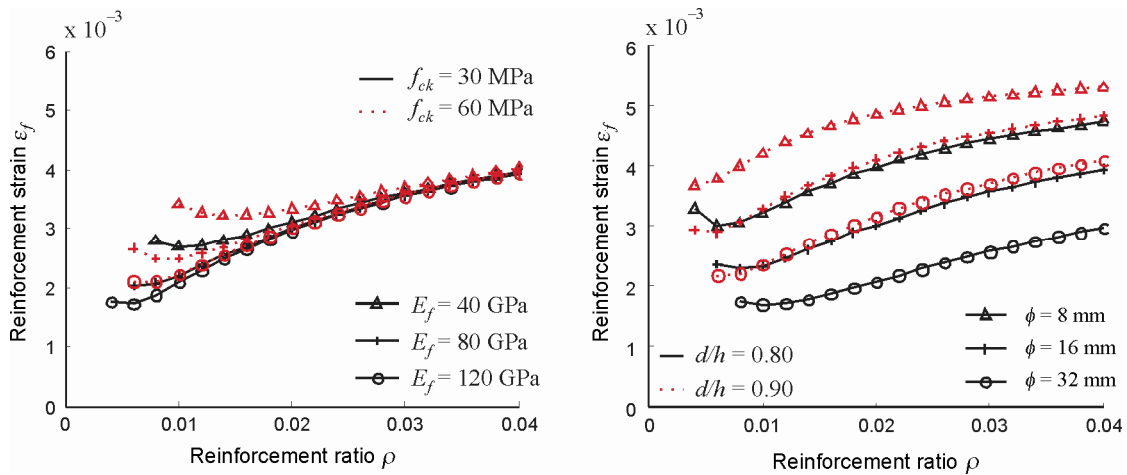 x 10⁻³
6
5
4
3
2
1
0
0
0.01
0.02
0.03
0.04
Reinforcement strain εf
Reinforcement ratio ρ
fck = 30 MPa
fck = 60 MPa
Ef = 40 GPa
Ef = 80 GPa
Ef = 120 GPa
x 10⁻³
6
5
4
3
2
1
0
0
0.01
0.02
0.03
0.04
Reinforcement strain εf
Reinforcement ratio ρ
d/h = 0.80
d/h = 0.90
ϕ = 8 mm
ϕ = 16 mm
ϕ = 32 mm